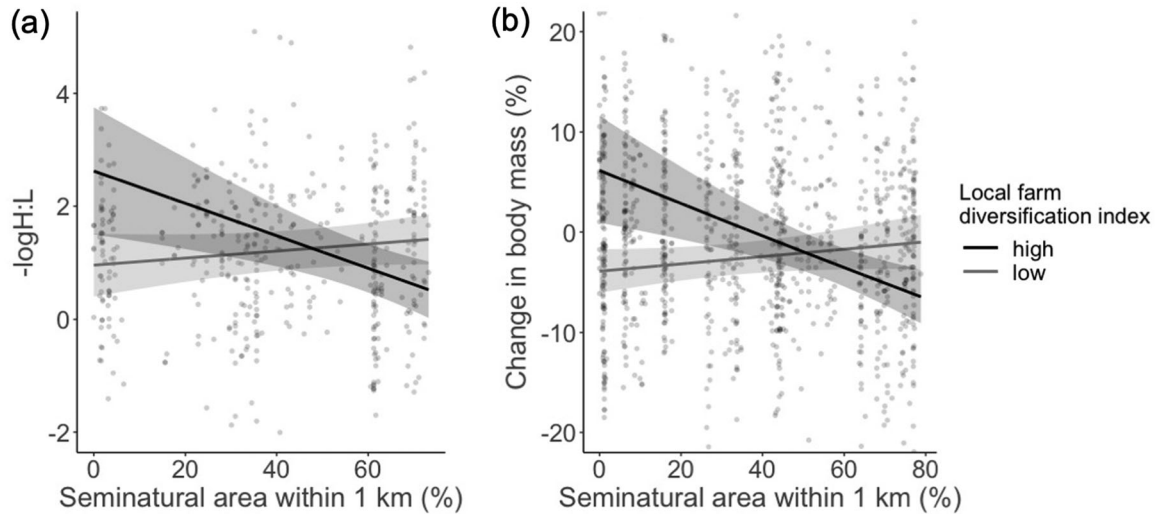 (a)
-logH:L
4
2
0
-2
0 20 40 60
Seminatural area within 1 km (%)
(b)
Change in body mass (%)
20
10
0
-10
-20
0 20 40 60 80
Seminatural area within 1 km (%)
Local farm
diversification index
high
low